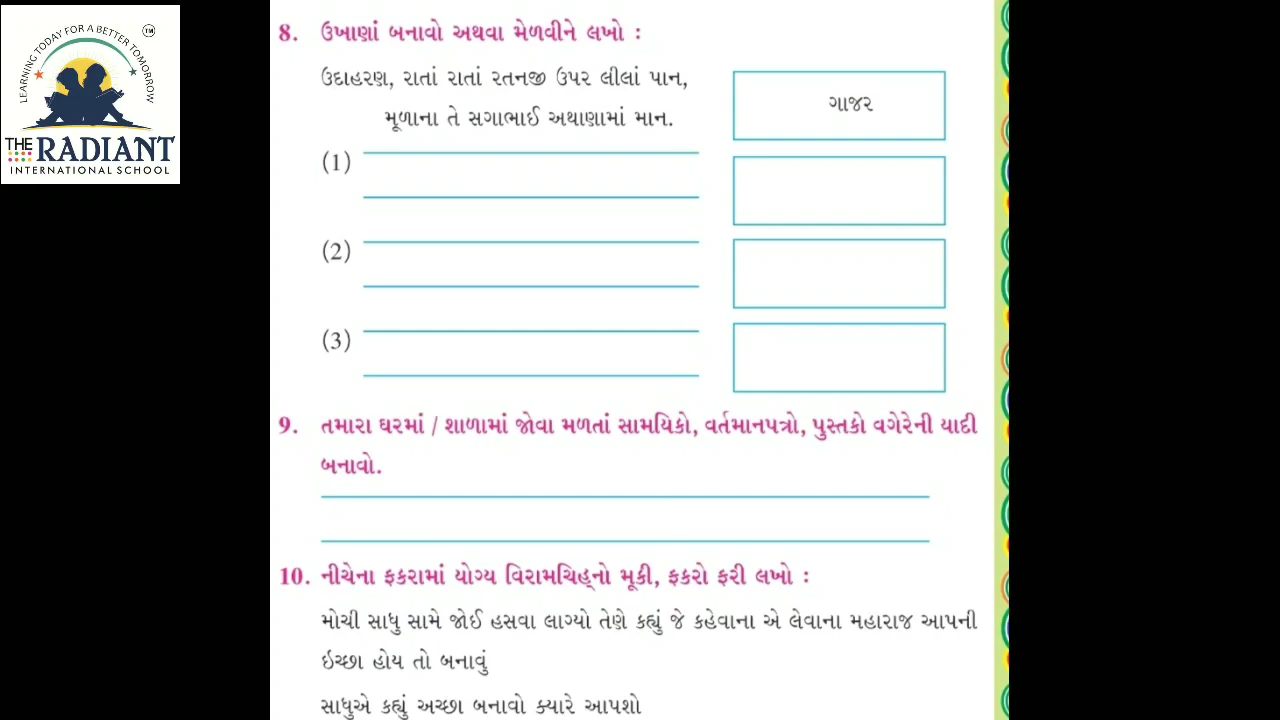 LEARNING TODAY FOR A BETTER TOMORROW
TM
THE RADIANT
INTERNATIONAL SCHOOL
8. ઉખાણાં બનાવો અથવા મેળવીને લખો :
ઉદાહરણ, રાતાં રાતાં રતનજી ઉપર લીલાં પાન,
મૂળાના તે સગાભાઈ અથાણામાં માન.
ગાજર
(1)
(2)
(3)
9. તમારા ઘરમાં / શાળામાં જોવા મળતાં સામયિકો, વર્તમાનપત્રો, પુસ્તકો વગેરેની યાદી
બનાવો.
10. નીચેના ફકરામાં યોગ્ય વિરામચિહ્નો મૂકી, ફકરો ફરી લખો :
મોચી સાધુ સામે જોઈ હસવા લાગ્યો તેણે કહ્યું જે કહેવાના એ લેવાના મહારાજ આપની
ઇચ્છા હોય તો બનાવું
સાધુએ કહ્યું અચ્છા બનાવો ક્યારે આપશો